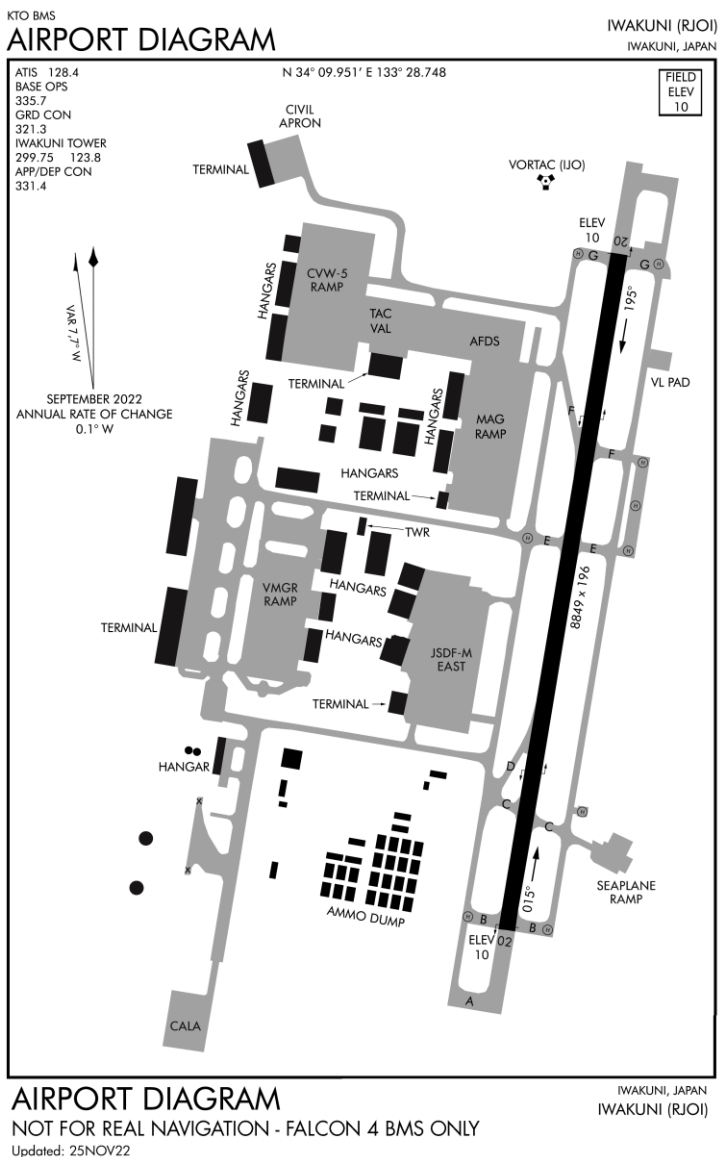 KTO BMS
AIRPORT DIAGRAM
IWAKUNI (RJOI)
IWAKUNI, JAPAN
ATIS 128.4
BASE OPS
335.7
GRD CON
321.3
IWAKUNI TOWER
299.75 123.8
APP/DEP CON
331.4
N 34° 09.951' E 133° 28.748
FIELD
ELEV
10
CIVIL
APRON
TERMINAL
VORTAC (IJO)
ELEV
10
20
G
G
H
H
CVW-5
RAMP
HANGARS
195°
VAR 7,7° W
TAC
VAL
AFDS
TERMINAL
VL PAD
SEPTEMBER 2022
ANNUAL RATE OF CHANGE
0.1° W
HANGARS
HANGARS
MAG
RAMP
F
F
H
HANGARS
TERMINAL
H
TWR
H
E
E
H
HANGARS
VMGR
RAMP
8849 x 196
TERMINAL
HANGARS
JSDF-M
EAST
TERMINAL
HANGAR
D
X
C
C
H
X
015°
SEAPLANE
RAMP
AMMO DUMP
H
B
B
H
ELEV
10
02
A
CALA
AIRPORT DIAGRAM
IWAKUNI, JAPAN
IWAKUNI (RJOI)
NOT FOR REAL NAVIGATION - FALCON 4 BMS ONLY
Updated: 25NOV22